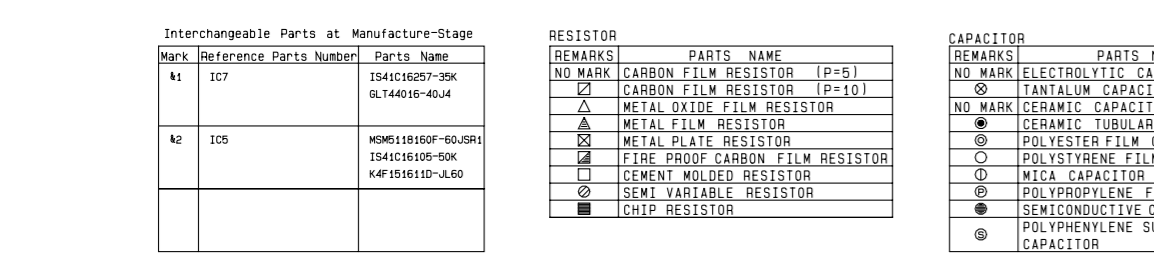 Interchangeable Parts at Manufacture-Stage
Mark Reference Parts Number Parts Name
&1 IC7 IS41C16257-35K
GLT44016-40J4
&2 IC5 MSM5118160F-60JSR1
IS41C16105-50K
K4F151611D-JL60
RESISTOR
REMARKS PARTS NAME
NO MARK CARBON FILM RESISTOR (P=5)
CARBON FILM RESISTOR (P=10)
METAL OXIDE FILM RESISTOR
METAL FILM RESISTOR
METAL PLATE RESISTOR
FIRE PROOF CARBON FILM RESISTOR
CEMENT MOLDED RESISTOR
SEMI VARIABLE RESISTOR
CHIP RESISTOR
CAPACITOR
REMARKS PARTS
NO MARK ELECTROLYTIC CA
TANTALUM CAPACI
NO MARK CERAMIC CAPACIT
CERAMIC TUBULAR
POLYESTER FILM
POLYSTYRENE FIL
MICA CAPACITOR
Ⓟ POLYPROPYLENE F
SEMICONDUCTIVE C
Ⓢ POLYPHENYLENE SU
CAPACITOR